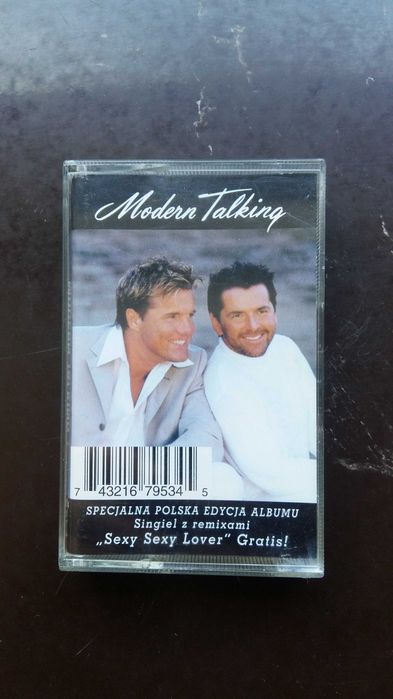 Modern Talking
7 43216 79534 5
SPECJALNA POLSKA EDYCJA ALBUMU
Singiel z remixami
„Sexy Sexy Lover“ Gratis!